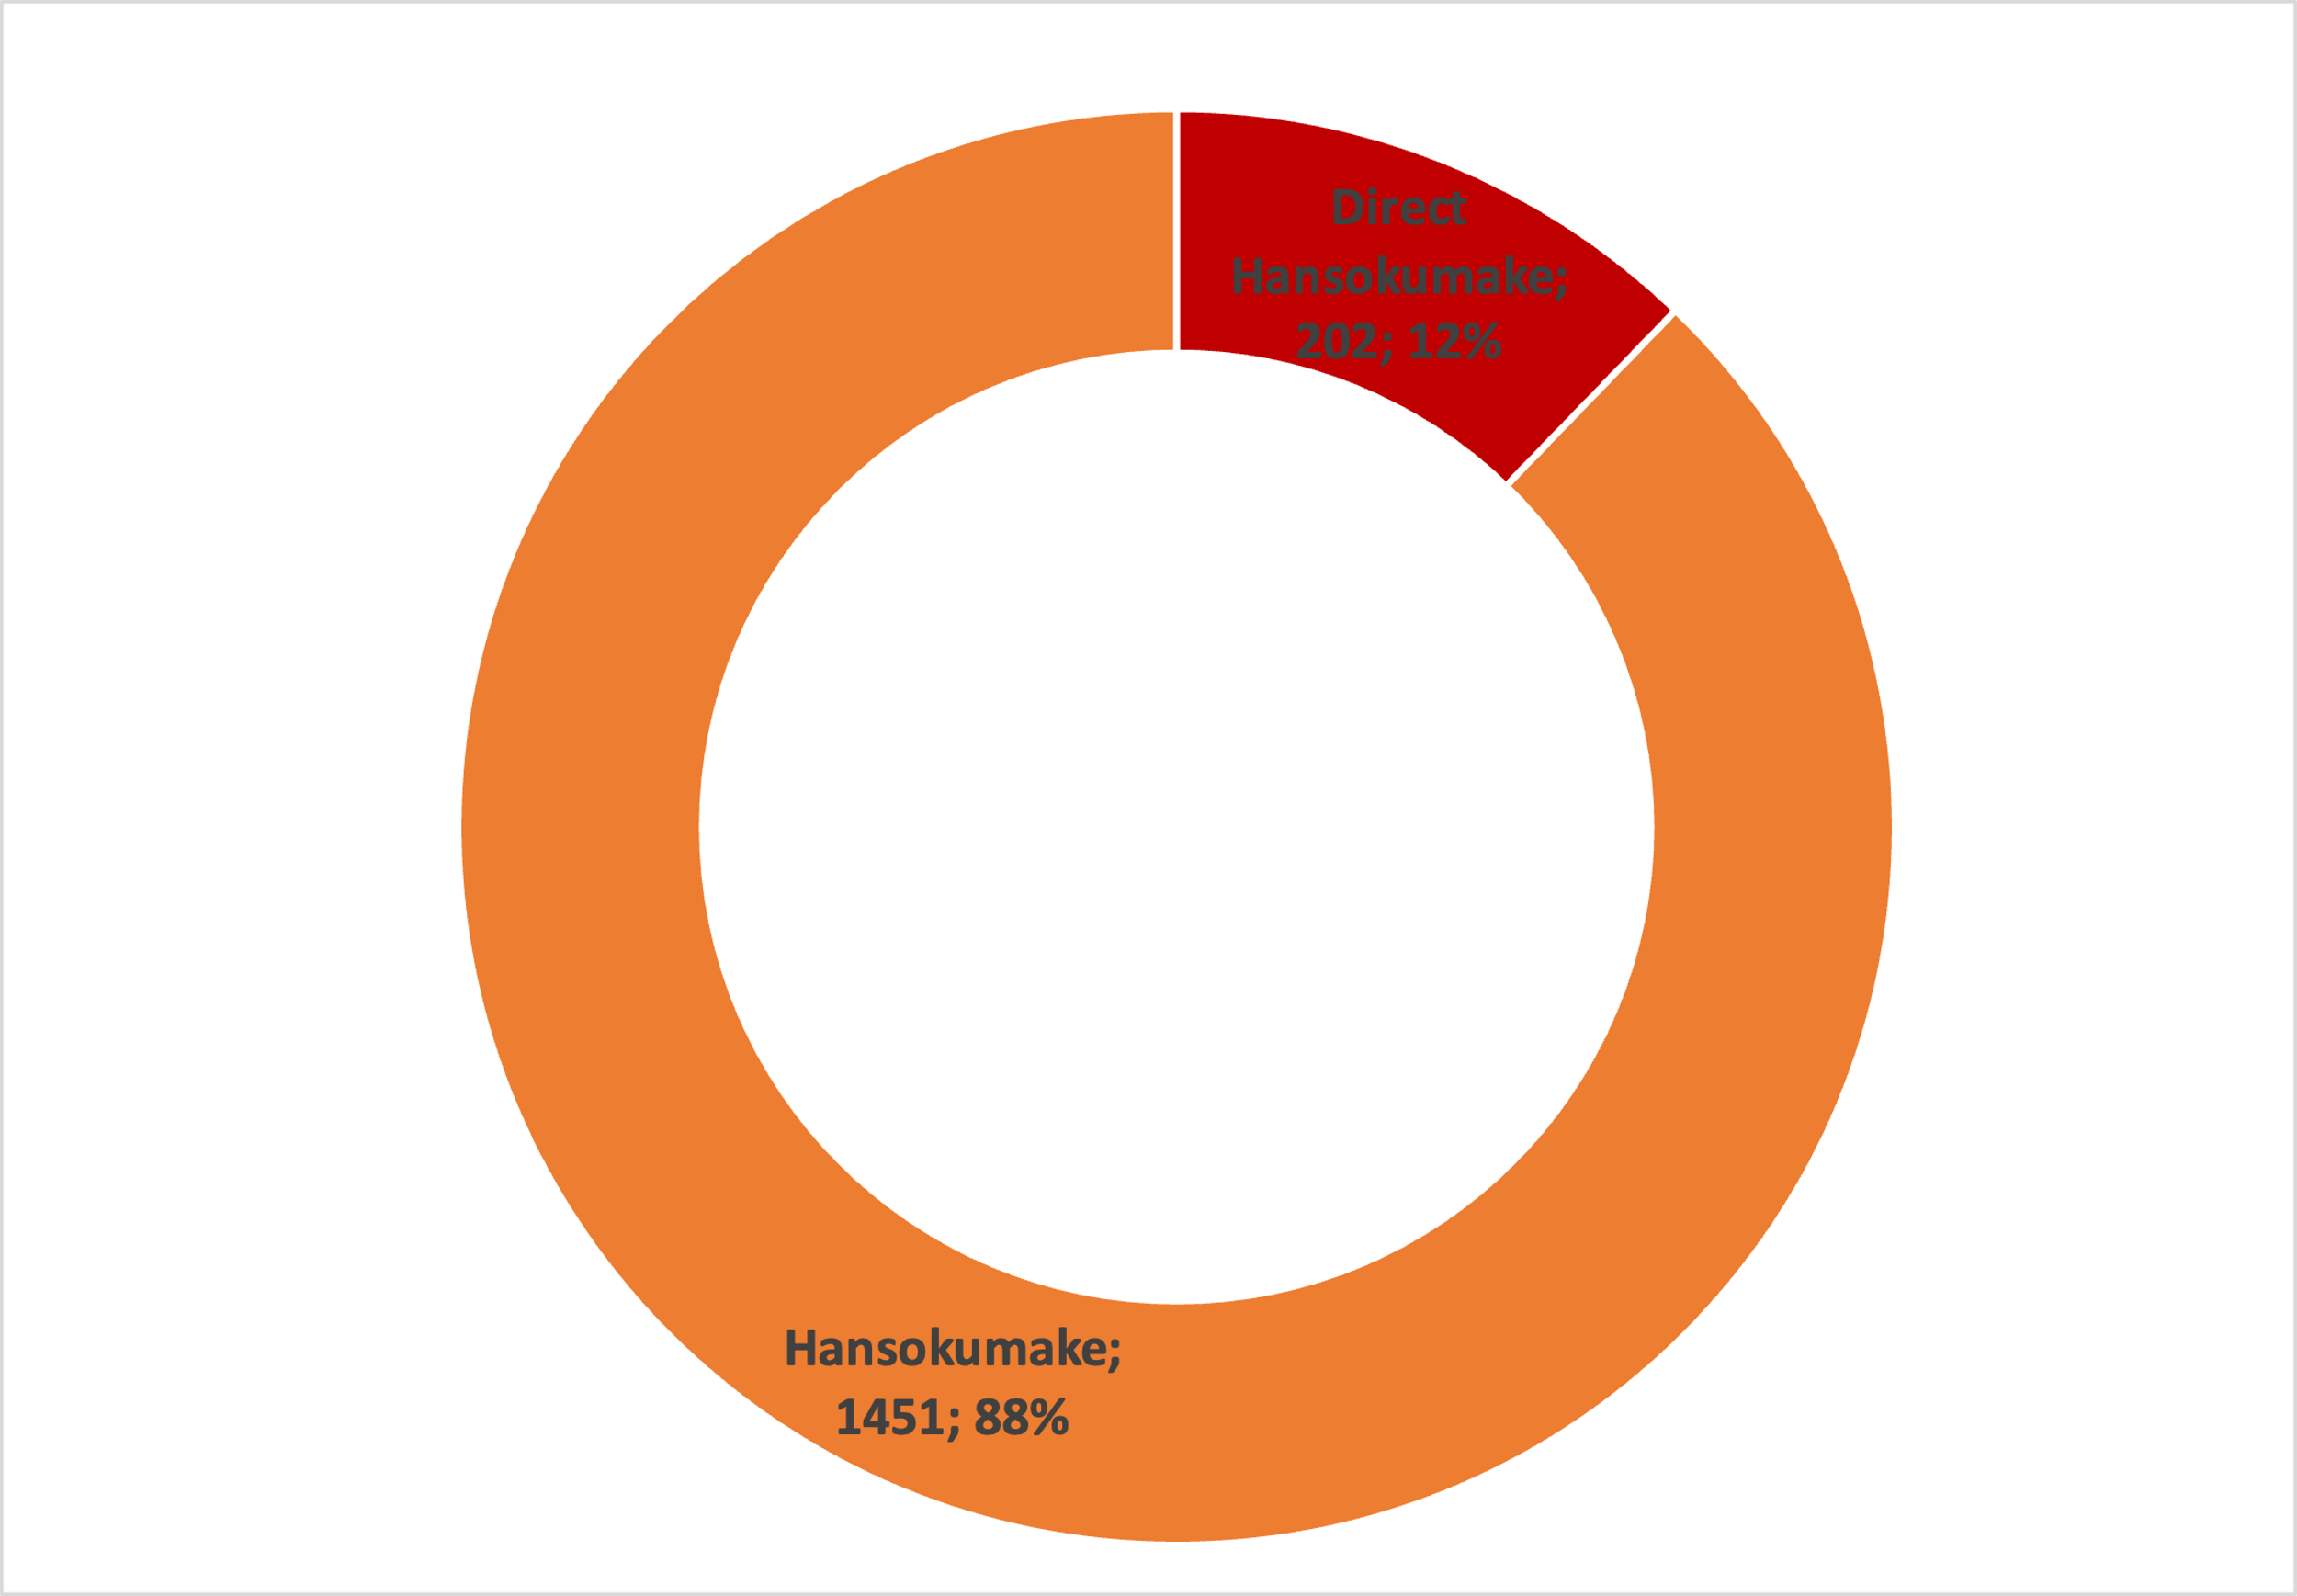 Direct
Hansokumake;
202; 12%
Hansokumake;
1451; 88%